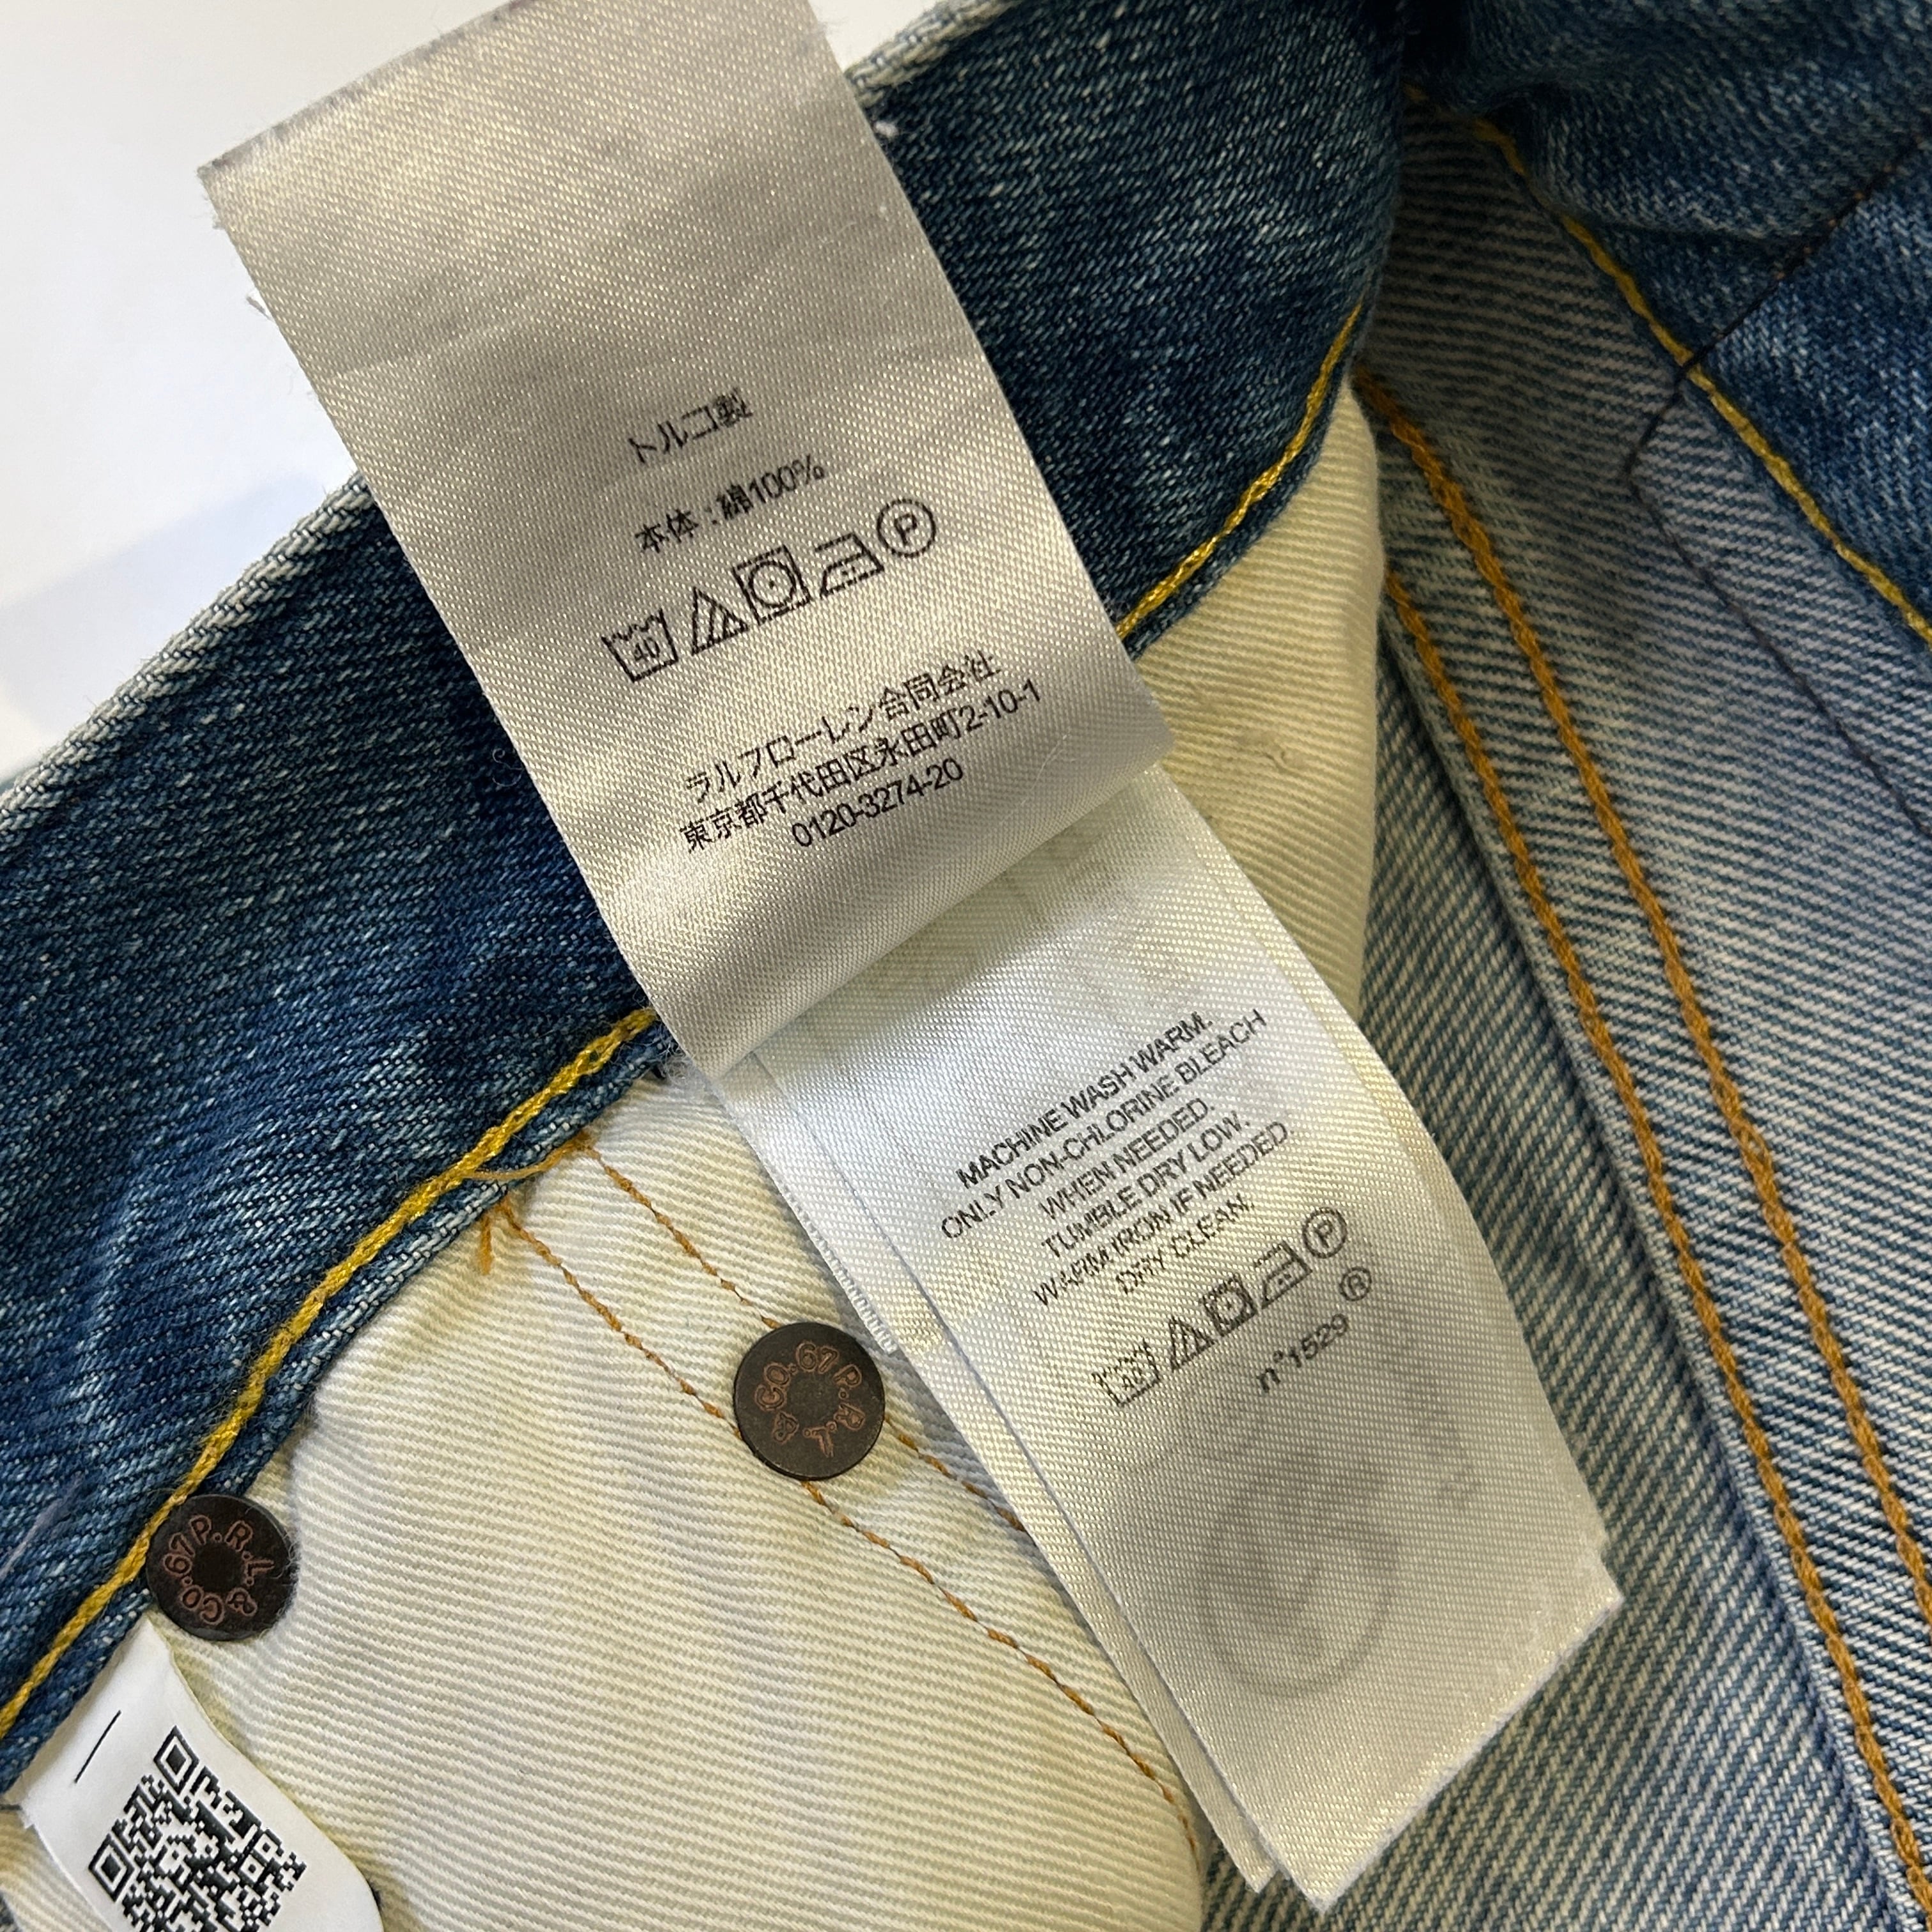 トルコ製
本体：綿100%
40
P
ラルフローレン合同会社
東京都千代田区永田町2-10-1
0120-3274-20
MACHINE WASH WARM.
ONLY NON-CHLORINE BLEACH
WHEN NEEDED.
TUMBLE DRY LOW.
WARM IRON IF NEEDED
DRY CLEAN.
40
P
n°1529 ®
P.R.L. & CO. 67
P.R.L. & CO. 67